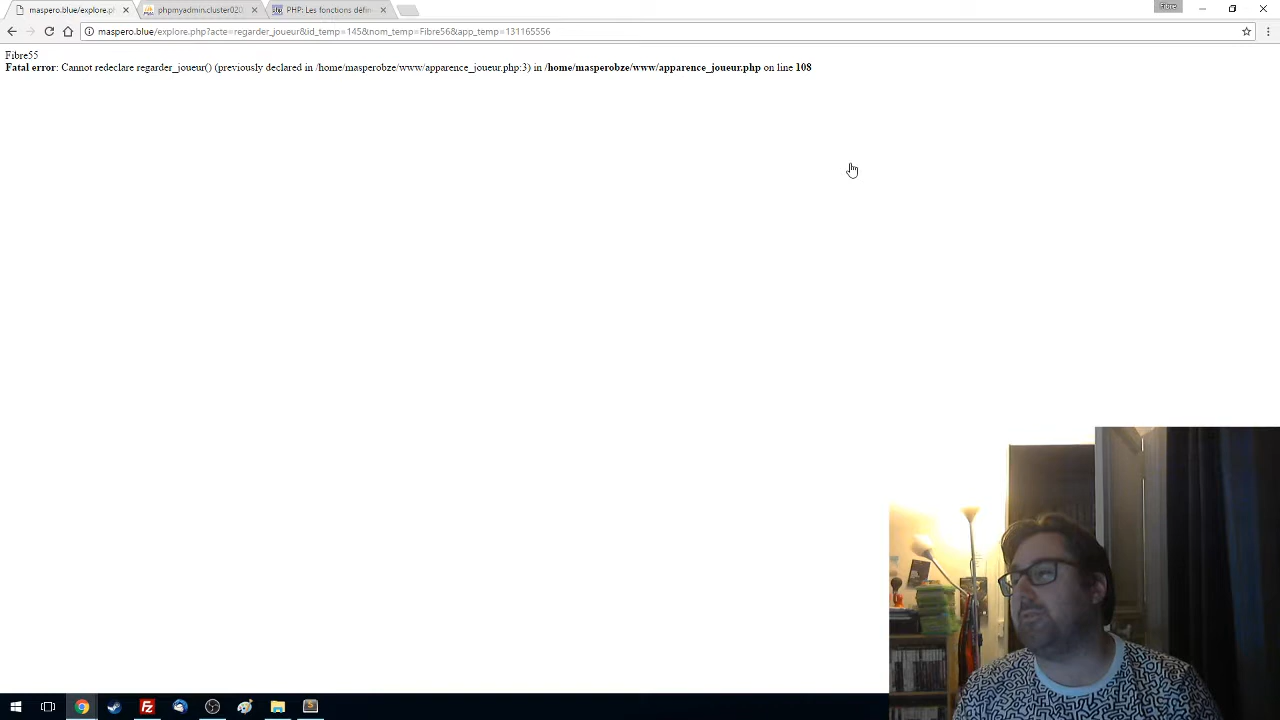 maspero.blue/explore.p
phpmyadmin.cluster020.
PHP: Les fonctions défin
Fibre
maspero.blue/explore.php?acte=regarder_joueur&id_temp=145&nom_temp=Fibre56&app_temp=131165556
Fibre55
Fatal error: Cannot redeclare regarder_joueur() (previously declared in /home/masperobze/www/apparence_joueur.php:3) in /home/masperobze/www/apparence_joueur.php on line 108